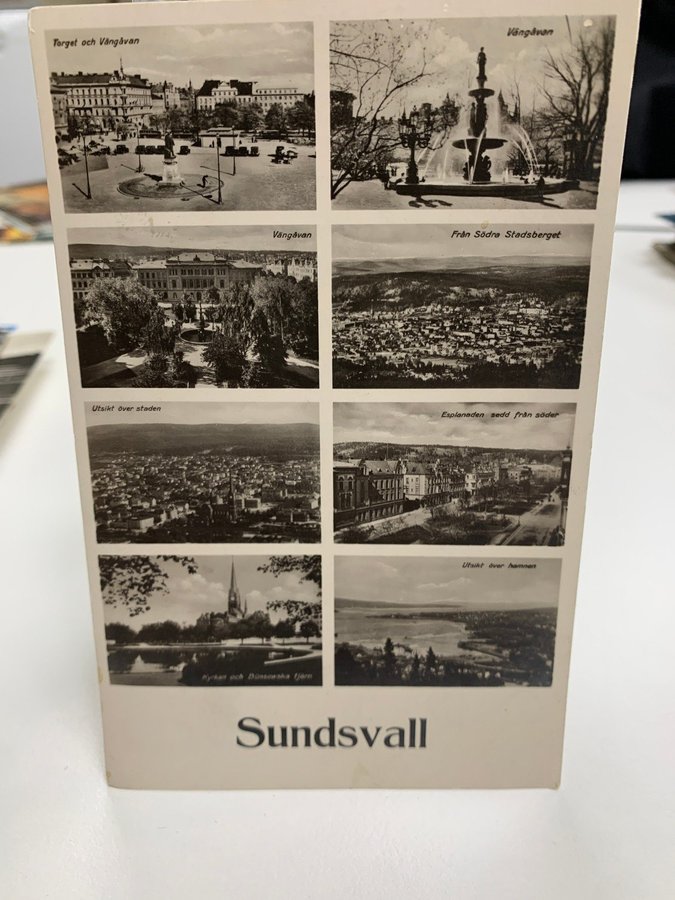 Torget och Vängåvan
Vängåvan
Vängåvan
Från Södra Stadsberget
Utsikt över staden
Esplanaden sedd från söder
Kyrkan och Bünsowska tjärn
Utsikt över hamnen
Sundsvall